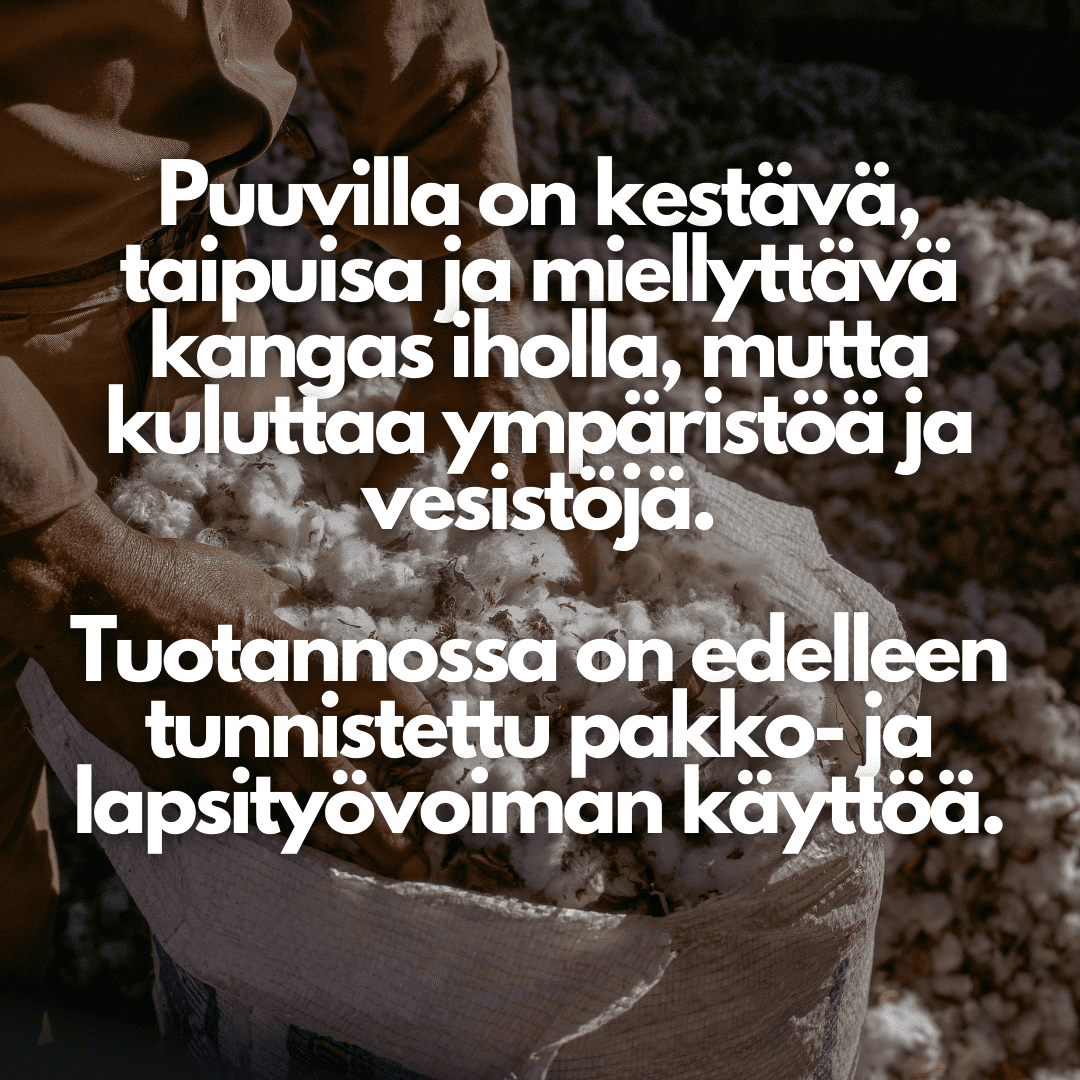 Puuvilla on kestävä,
taipuisa ja miellyttävä
kangas iholla, mutta
kuluttaa ympäristöä ja
vesistöjä.
Tuotannossa on edelleen
tunnistettu pakko- ja
lapsityövoiman käyttöä.